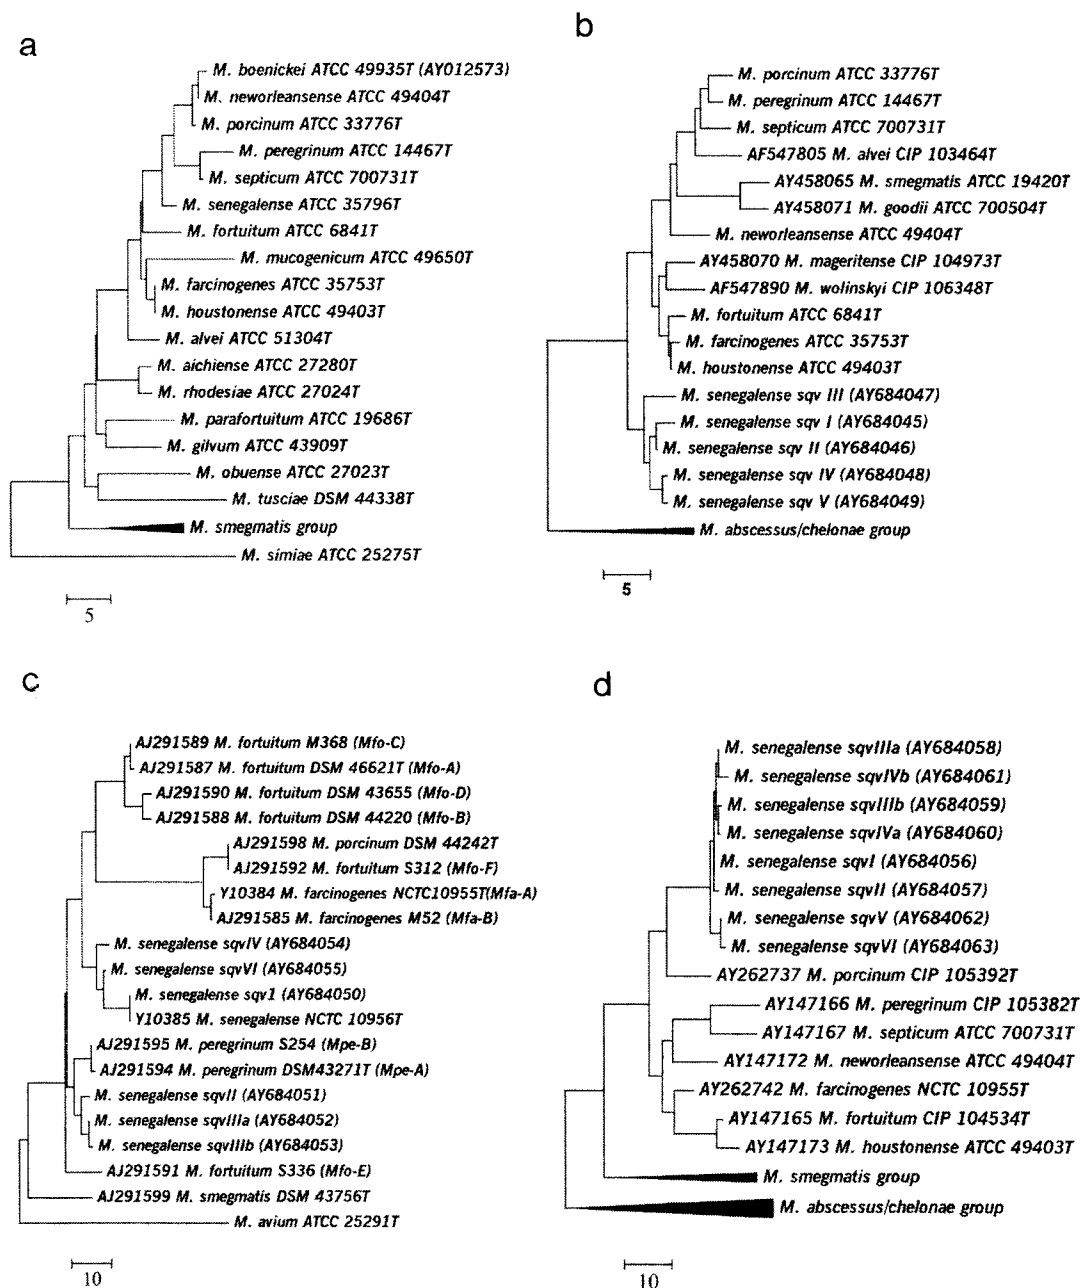 a
M. boenickei ATCC 49935T (AY012573)
M. neworleansense ATCC 49404T
M. porcinum ATCC 33776T
M. peregrinum ATCC 14467T
M. septicum ATCC 700731T
M. senegalense ATCC 35796T
M. fortuitum ATCC 6841T
M. mucogenicum ATCC 49650T
M. farcinogenes ATCC 35753T
M. houstonense ATCC 49403T
M. alvei ATCC 51304T
M. aichiense ATCC 27280T
M. rhodesiae ATCC 27024T
M. parafortuitum ATCC 19686T
M. gilvum ATCC 43909T
M. obuense ATCC 27023T
M. tusciae DSM 44338T
M. smegmatis group
M. simiae ATCC 25275T
5
b
M. porcinum ATCC 33776T
M. peregrinum ATCC 14467T
M. septicum ATCC 700731T
AF547805 M. alvei CIP 103464T
AY458065 M. smegmatis ATCC 19420T
AY458071 M. goodii ATCC 700504T
M. neworleansense ATCC 49404T
AY458070 M. mageritense CIP 104973T
AF547890 M. wolinskyi CIP 106348T
M. fortuitum ATCC 6841T
M. farcinogenes ATCC 35753T
M. houstonense ATCC 49403T
M. senegalense sqv III (AY684047)
M. senegalense sqv I (AY684045)
M. senegalense sqv II (AY684046)
M. senegalense sqv IV (AY684048)
M. senegalense sqv V (AY684049)
M. abscessus/chelonae group
5
c
AJ291589 M. fortuitum M368 (Mfo-C)
AJ291587 M. fortuitum DSM 46621T (Mfo-A)
AJ291590 M. fortuitum DSM 43655 (Mfo-D)
AJ291588 M. fortuitum DSM 44220 (Mfo-B)
AJ291598 M. porcinum DSM 44242T
AJ291592 M. fortuitum S312 (Mfo-F)
Y10384 M. farcinogenes NCTC10955T(Mfa-A)
AJ291585 M. farcinogenes M52 (Mfa-B)
M. senegalense sqvIV (AY684054)
M. senegalense sqvVI (AY684055)
M. senegalense sqv1 (AY684050)
Y10385 M. senegalense NCTC 10956T
AJ291595 M. peregrinum S254 (Mpe-B)
AJ291594 M. peregrinum DSM43271T (Mpe-A)
M. senegalense sqvII (AY684051)
M. senegalense sqvIIIa (AY684052)
M. senegalense sqvIIIb (AY684053)
AJ291591 M. fortuitum S336 (Mfo-E)
AJ291599 M. smegmatis DSM 43756T
M. avium ATCC 25291T
10
d
M. senegalense sqvIIIa (AY684058)
M. senegalense sqvIVb (AY684061)
M. senegalense sqvIIIb (AY684059)
M. senegalense sqvIVa (AY684060)
M. senegalense sqvI (AY684056)
M. senegalense sqvII (AY684057)
M. senegalense sqvV (AY684062)
M. senegalense sqvVI (AY684063)
AY262737 M. porcinum CIP 105392T
AY147166 M. peregrinum CIP 105382T
AY147167 M. septicum ATCC 700731T
AY147172 M. neworleansense ATCC 49404T
AY262742 M. farcinogenes NCTC 10955T
AY147165 M. fortuitum CIP 104534T
AY147173 M. houstonense ATCC 49403T
M. smegmatis group
M. abscessus/chelonae group
10